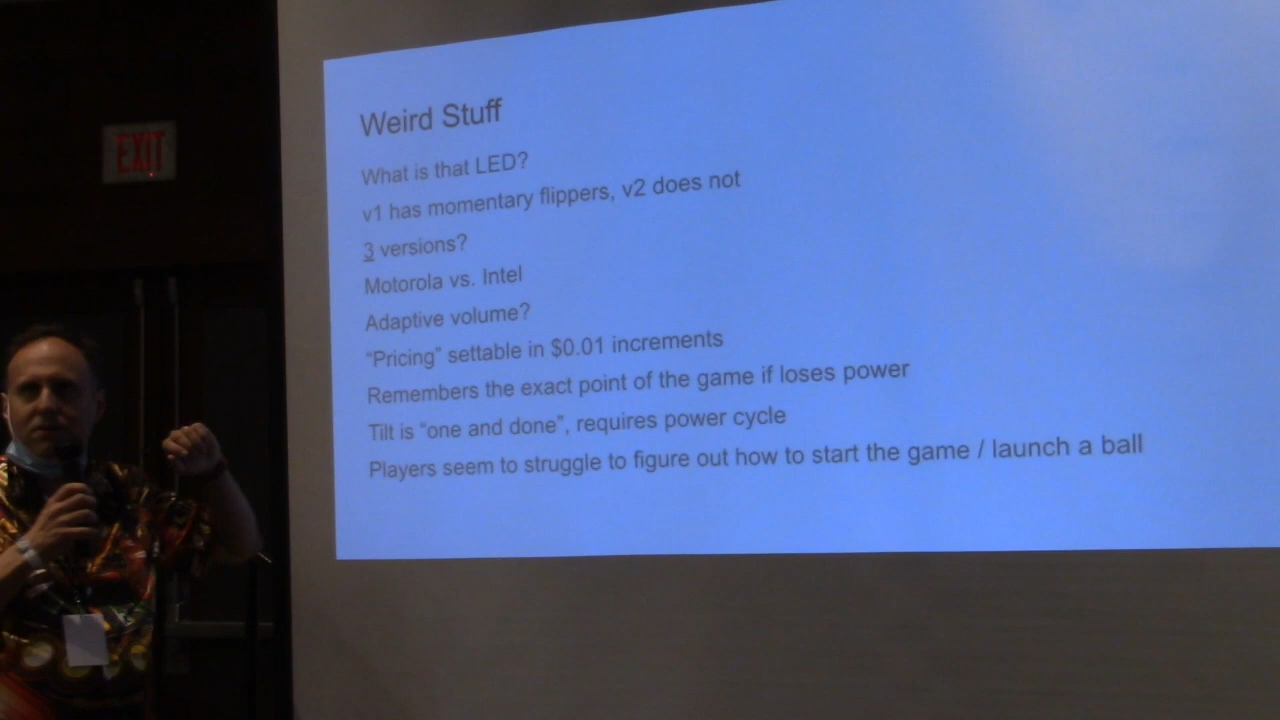 EXIT
Weird Stuff
What is that LED?
v1 has momentary flippers, v2 does not
3 versions?
Motorola vs. Intel
Adaptive volume?
“Pricing” settable in $0.01 increments
Remembers the exact point of the game if loses power
Tilt is “one and done”, requires power cycle
Players seem to struggle to figure out how to start the game / launch a ball